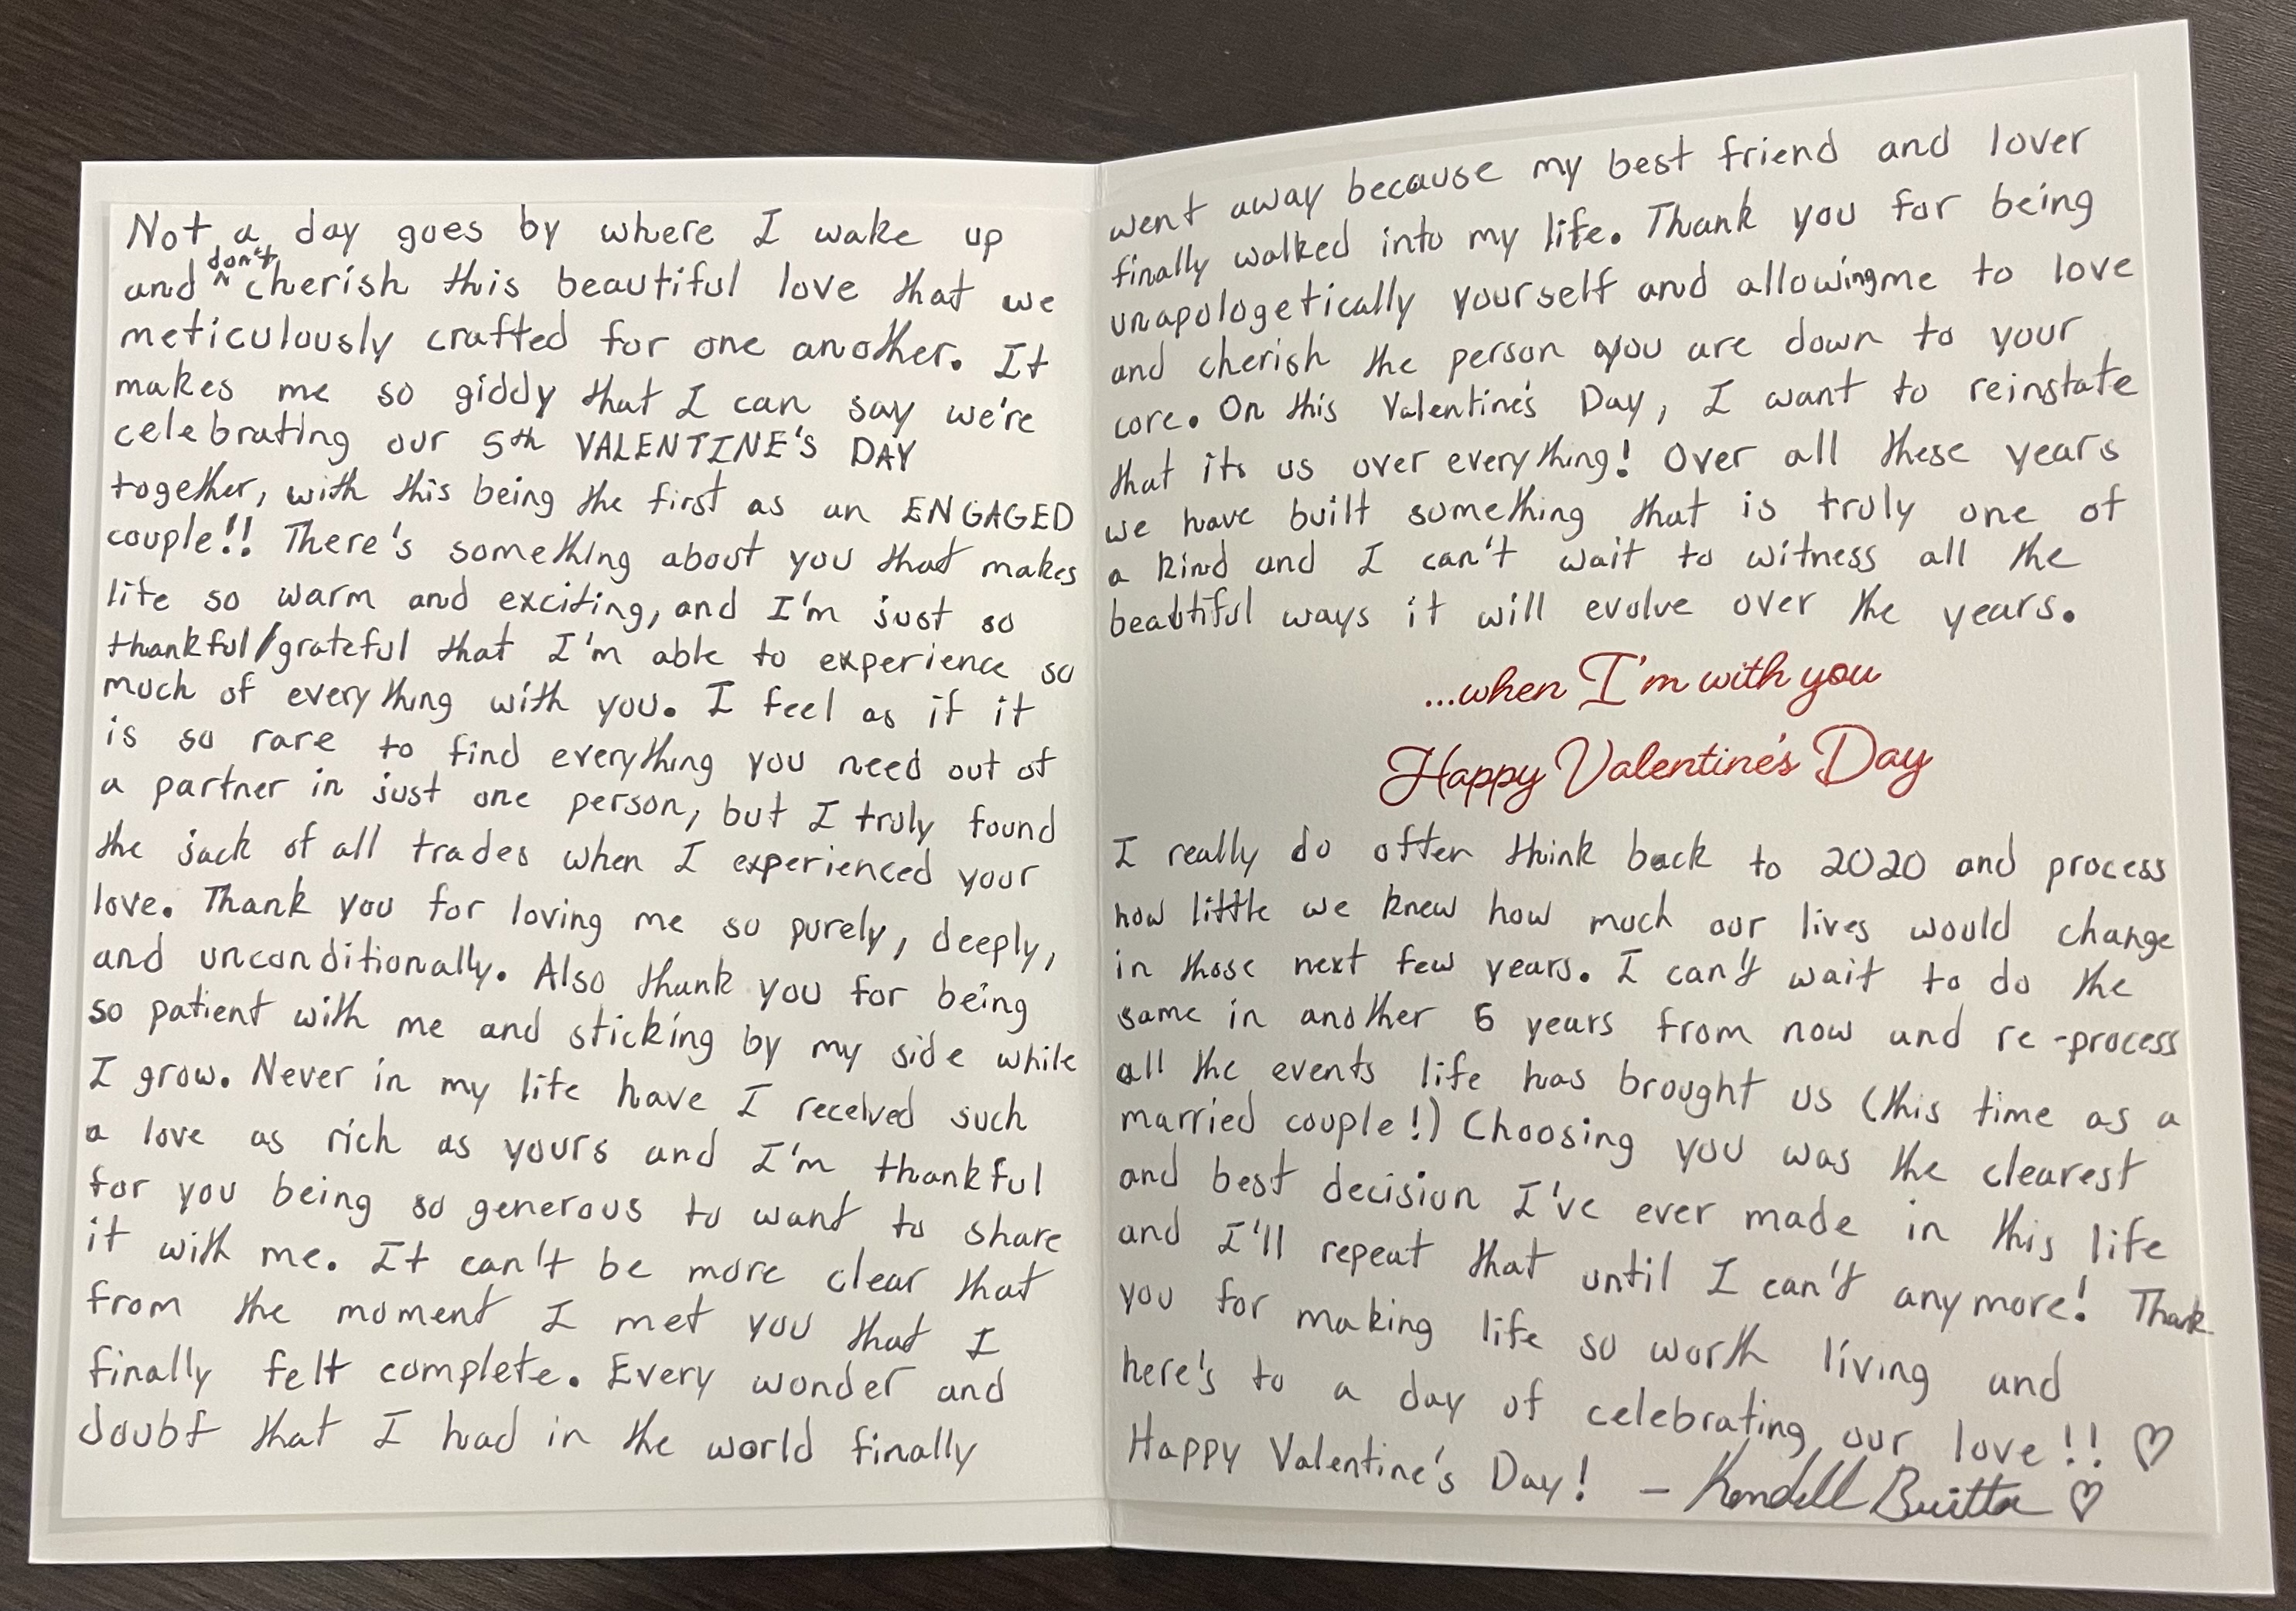 Not a day goes by where I wake up
and don't cherish this beautiful love that we
meticulously crafted for one another. It
makes me so giddy that I can say we're
celebrating our 5th VALENTINE'S DAY
together, with this being the first as an ENGAGED
couple!! There's something about you that makes
life so warm and exciting, and I'm just so
thankful/grateful that I'm able to experience so
much of everything with you. I feel as if it
is so rare to find everything you need out of
a partner in just one person, but I truly found
the jack of all trades when I experienced your
love. Thank you for loving me so purely, deeply,
and unconditionally. Also thank you for being
so patient with me and sticking by my side while
I grow. Never in my life have I received such
a love as rich as yours and I'm thankful
for you being so generous to want to share
it with me. It can't be more clear that
from the moment I met you that I
finally felt complete. Every wonder and
doubt that I had in the world finally
went away because my best friend and lover
finally walked into my life. Thank you for being
unapologetically yourself and allowing me to love
and cherish the person you are down to your
core. On this Valentine's Day, I want to reinstate
that its us over everything! Over all these years
we have built something that is truly one of
a kind and I can't wait to witness all the
beautiful ways it will evolve over the years.
...when I'm with you
Happy Valentine's Day
I really do often think back to 2020 and process
how little we knew how much our lives would change
in those next few years. I can't wait to do the
same in another 5 years from now and re-process
all the events life has brought us (this time as a
married couple!) Choosing you was the clearest
and best decision I've ever made in this life
and I'll repeat that until I can't anymore! Thank
you for making life so worth living and
here's to a day of celebrating our love!! ♡
Happy Valentine's Day! - Kendell Buitta ♡